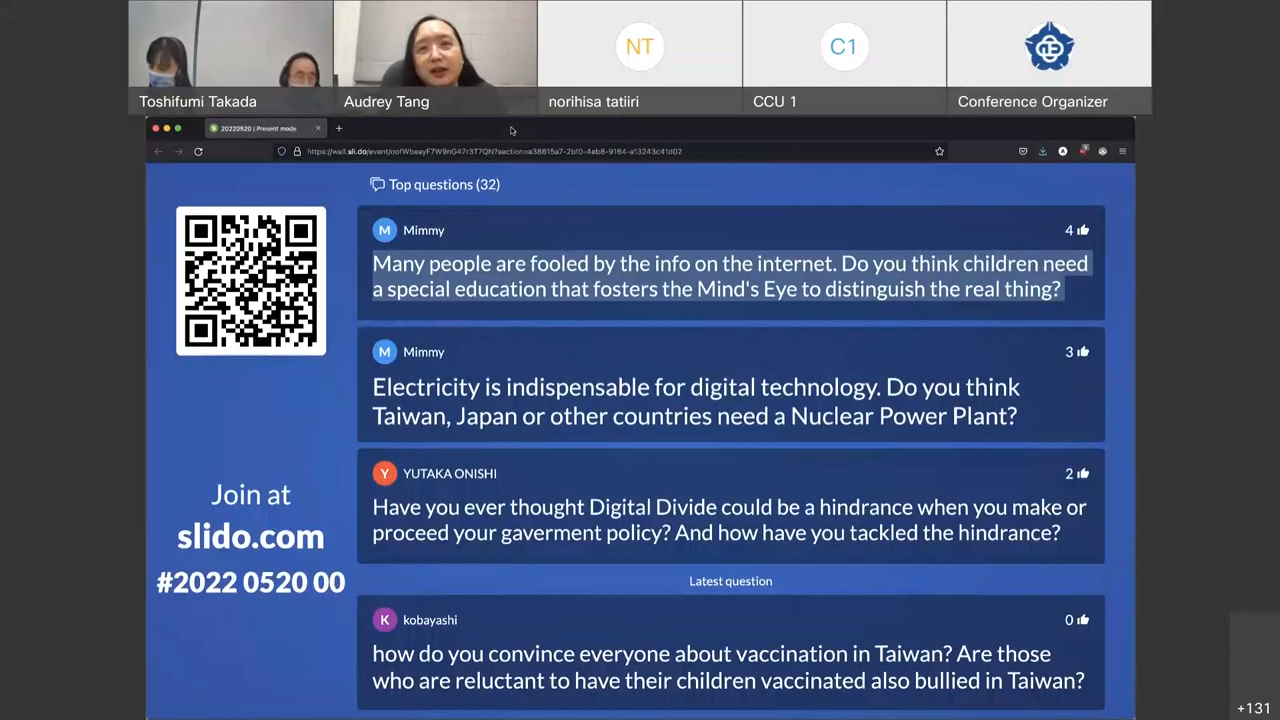 NT
C1
Toshifumi Takada
Audrey Tang
norihisa tatiiri
CCU 1
Conference Organizer
20220520 | Present mode
Top questions (32)
M Mimmy 4
Many people are fooled by the info on the internet. Do you think children need
a special education that fosters the Mind's Eye to distinguish the real thing?
M Mimmy 3
Electricity is indispensable for digital technology. Do you think
Taiwan, Japan or other countries need a Nuclear Power Plant?
Y YUTAKA ONISHI 2
Have you ever thought Digital Divide could be a hindrance when you make or
proceed your gaverment policy? And how have you tackled the hindrance?
Join at
slido.com
#2022 0520 00
Latest question
K kobayashi 0
how do you convince everyone about vaccination in Taiwan? Are those
who are reluctant to have their children vaccinated also bullied in Taiwan?
+131